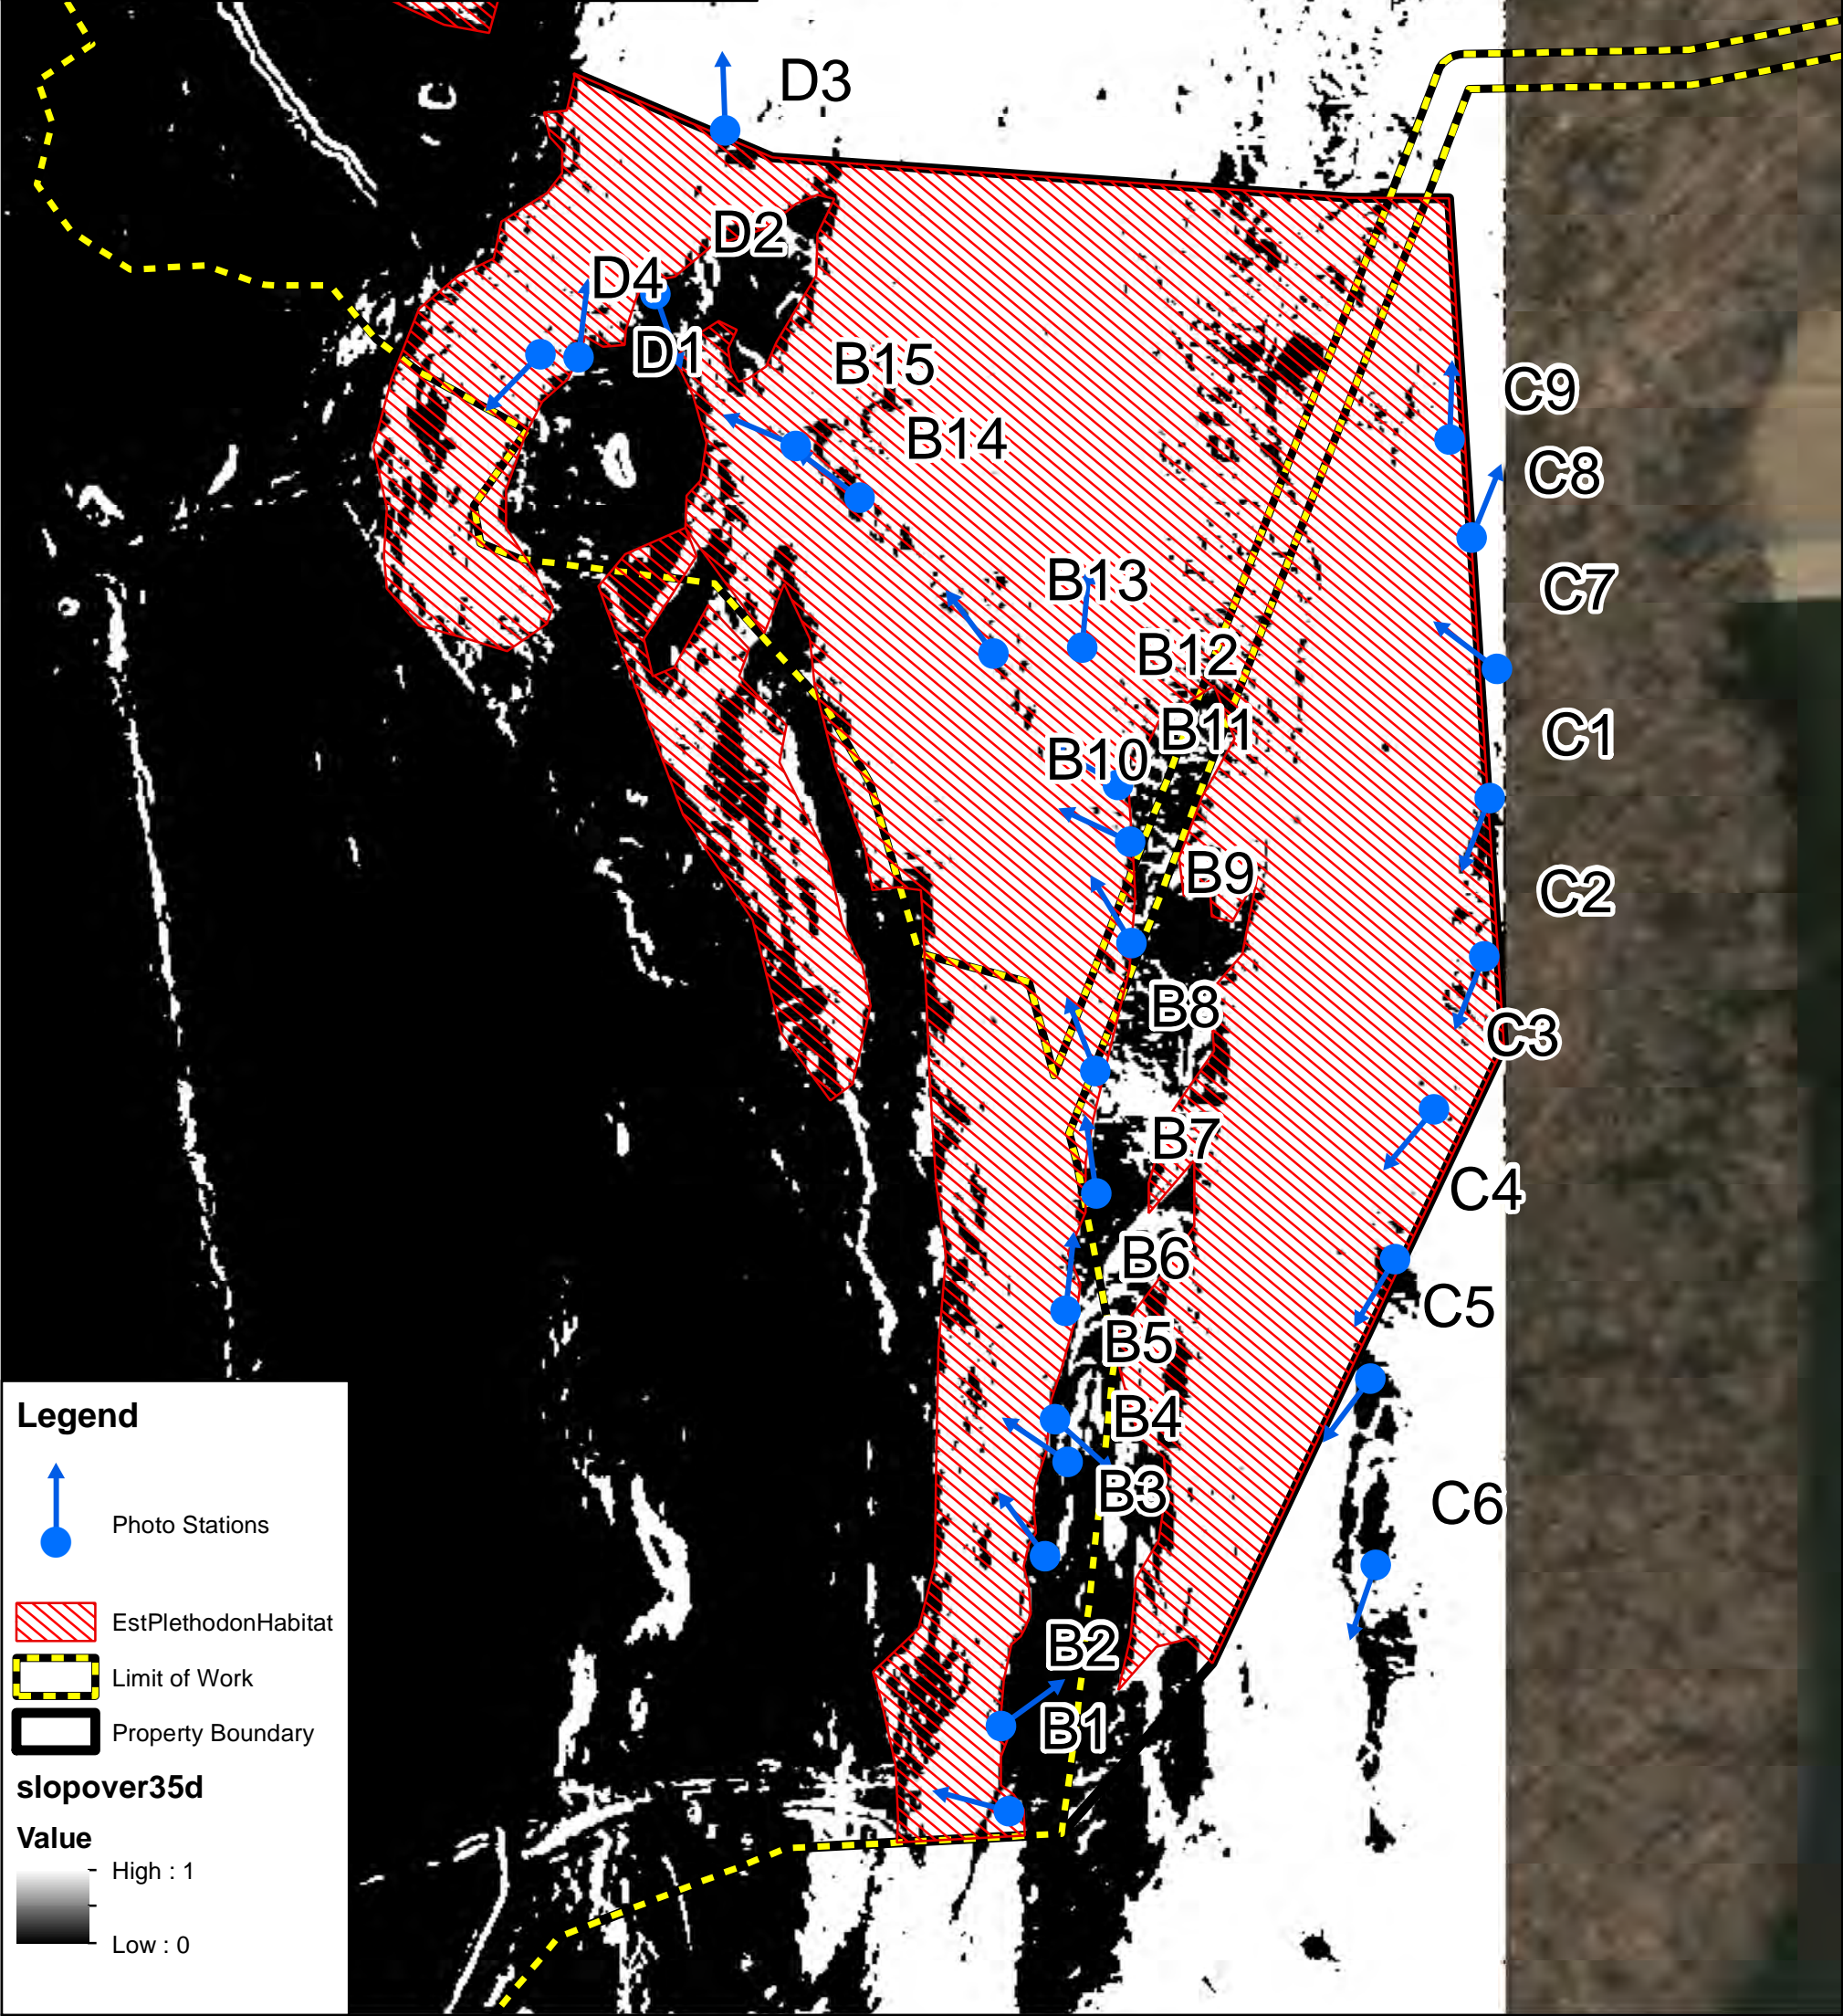 D3
D2
D4
D1
B15
C9
B14
C8
B13
C7
B12
B11
C1
B10
B9
C2
B8
C3
B7
C4
B6
C5
B5
B4
B3
C6
B2
B1
Legend
Photo Stations
EstPlethodonHabitat
Limit of Work
Property Boundary
slopover35d
Value
High : 1
Low : 0